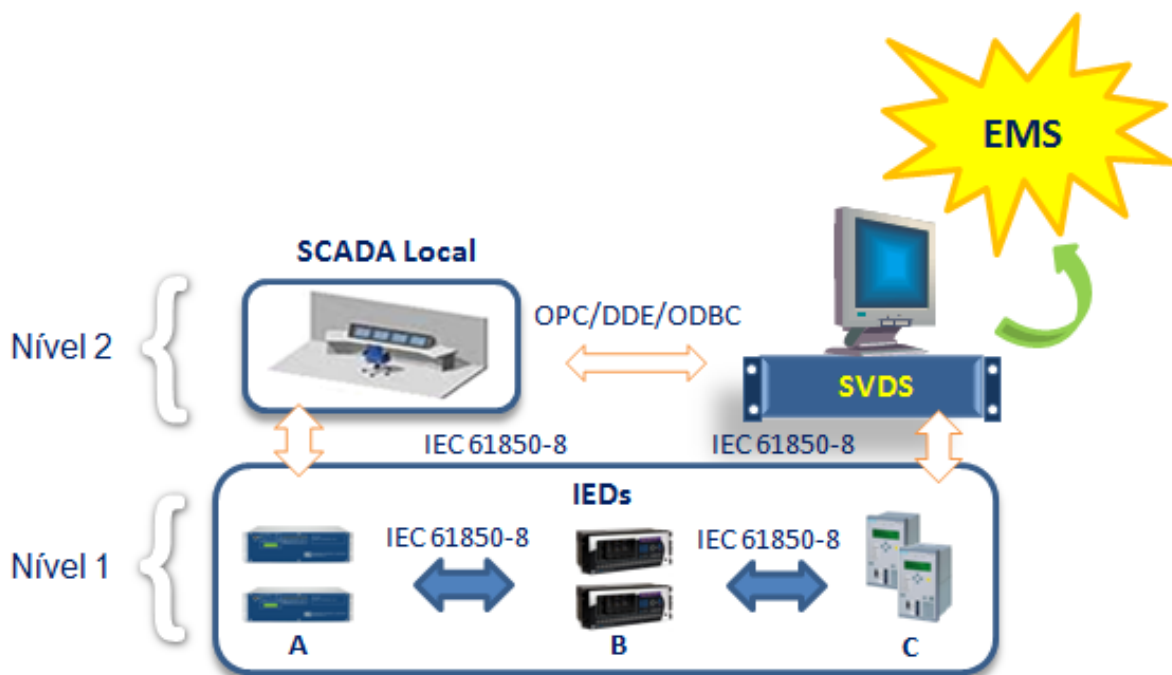 EMS
SCADA Local
OPC/DDE/ODBC
Nível 2
SVDS
IEC 61850-8
IEC 61850-8
IEDs
IEC 61850-8
IEC 61850-8
Nível 1
A
B
C